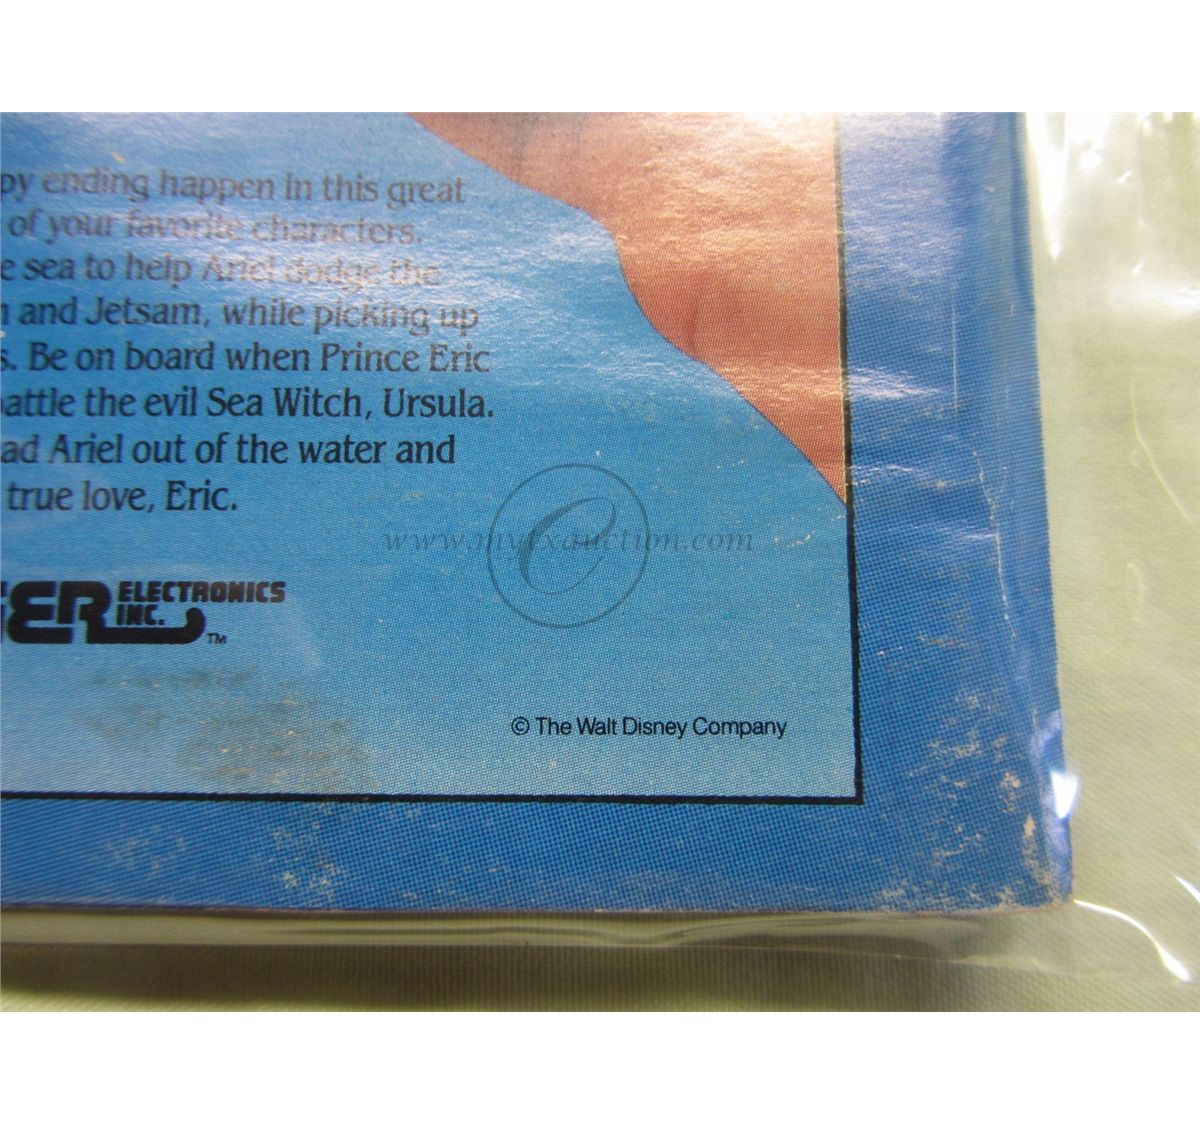 py ending happen in this great
of your favorite characters.
e sea to help Ariel dodge the
and Jetsam, while picking up
s. Be on board when Prince Eric
battle the evil Sea Witch, Ursula.
ad Ariel out of the water and
true love, Eric.
www.myfxauction.com
GER ELECTRONICS
INC. ™
© The Walt Disney Company